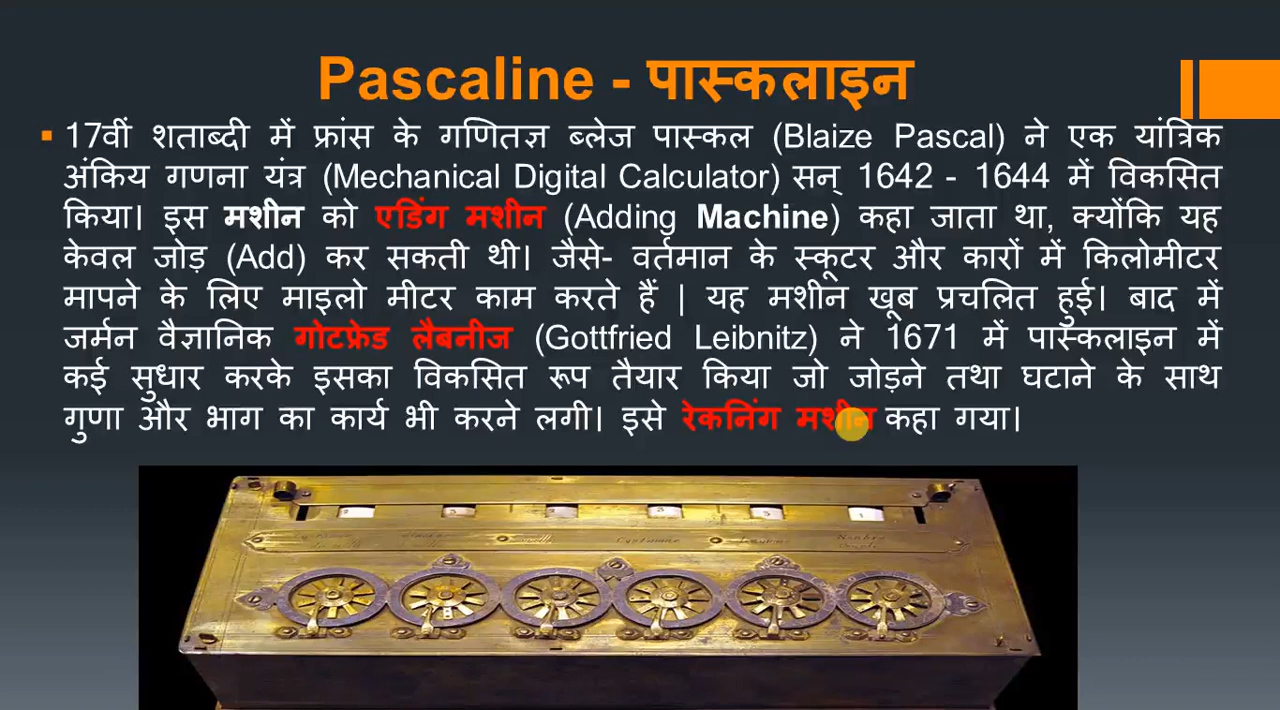 Pascaline - पास्कलाइन
▪ 17वीं शताब्दी में फ्रांस के गणितज्ञ ब्लेज पास्कल (Blaize Pascal) ने एक यांत्रिक
अंकिय गणना यंत्र (Mechanical Digital Calculator) सन् 1642 - 1644 में विकसित
किया। इस मशीन को एडिंग मशीन (Adding Machine) कहा जाता था, क्योंकि यह
केवल जोड़ (Add) कर सकती थी। जैसे- वर्तमान के स्कूटर और कारों में किलोमीटर
मापने के लिए माइलो मीटर काम करते हैं | यह मशीन खूब प्रचलित हुई। बाद में
जर्मन वैज्ञानिक गोटफ्रेड लैबनीज (Gottfried Leibnitz) ने 1671 में पास्कलाइन में
कई सुधार करके इसका विकसित रूप तैयार किया जो जोड़ने तथा घटाने के साथ
गुणा और भाग का कार्य भी करने लगी। इसे रेकनिंग मशीन कहा गया।